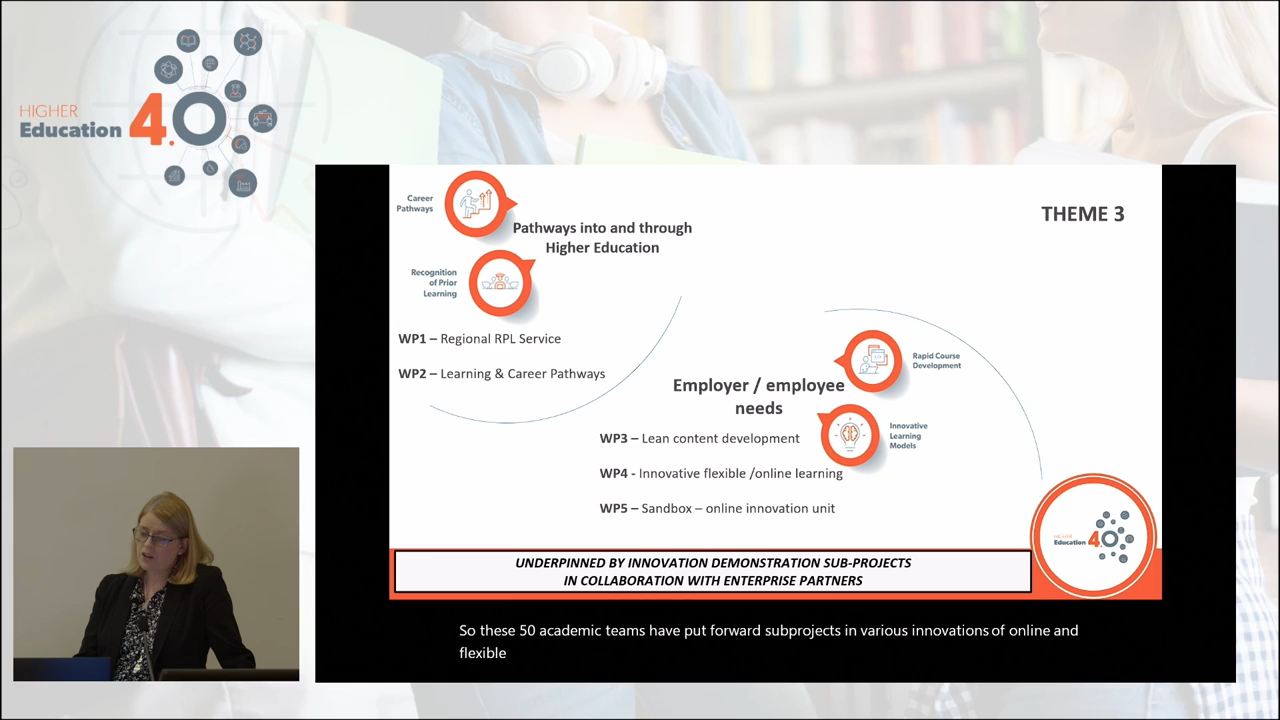 HIGHER
Education 4.0
THEME 3
Career
Pathways
Pathways into and through
Higher Education
Recognition
of Prior
Learning
WP1 – Regional RPL Service
WP2 – Learning & Career Pathways
Rapid Course
Development
Employer / employee
needs
Innovative
Learning
Models
WP3 – Lean content development
WP4 - Innovative flexible /online learning
WP5 – Sandbox – online innovation unit
HIGHER
Education 4.0
UNDERPINNED BY INNOVATION DEMONSTRATION SUB-PROJECTS
IN COLLABORATION WITH ENTERPRISE PARTNERS
So these 50 academic teams have put forward subprojects in various innovations of online and
flexible